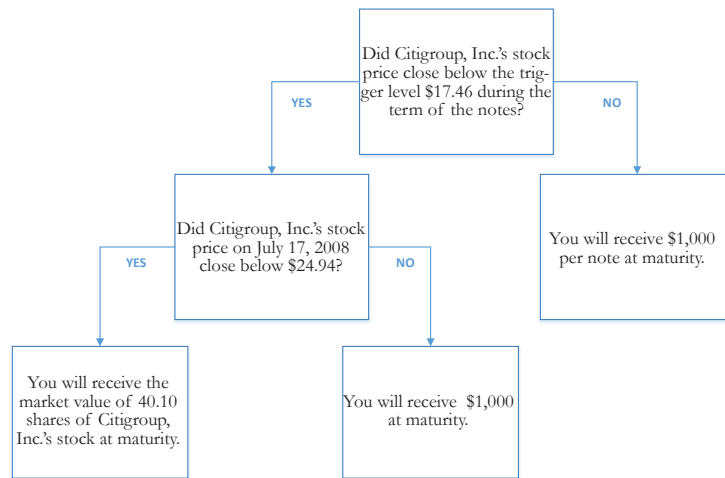 Did Citigroup, Inc.'s stock
price close below the trig-
ger level $17.46 during the
term of the notes?
YES
NO
Did Citigroup, Inc.'s stock
price on July 17, 2008
close below $24.94?
You will receive $1,000
per note at maturity.
YES
NO
You will receive the
market value of 40.10
shares of Citigroup,
Inc.'s stock at maturity.
You will receive $1,000
at maturity.